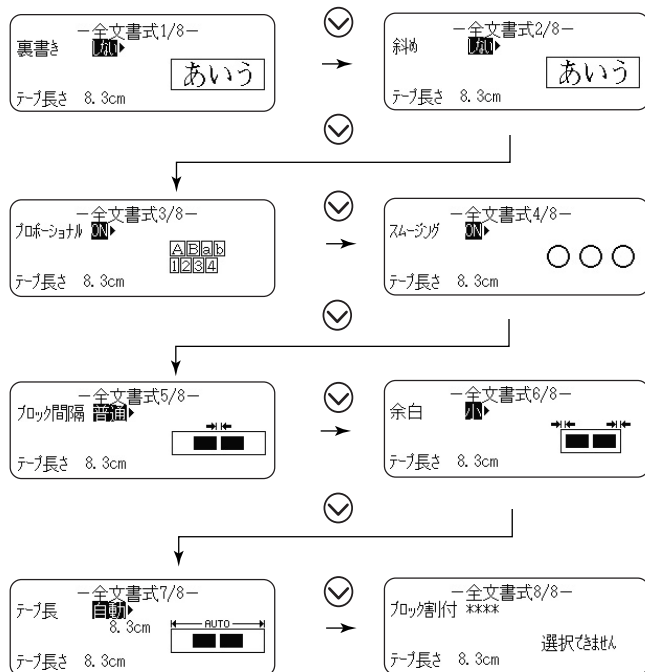 －全文書式1/8－
裏書き しない
あいう
テープ長さ 8.3cm
－全文書式2/8－
斜め しない
あいう
テープ長さ 8.3cm
－全文書式3/8－
プロポーショナル ON
ABab
1234
テープ長さ 8.3cm
－全文書式4/8－
スムージング ON
テープ長さ 8.3cm
－全文書式5/8－
ブロック間隔 普通
テープ長さ 8.3cm
－全文書式6/8－
余白 小
テープ長さ 8.3cm
－全文書式7/8－
テープ長 自動
8.3cm
AUTO
テープ長さ 8.3cm
－全文書式8/8－
ブロック割付 ****
選択できません
テープ長さ 8.3cm